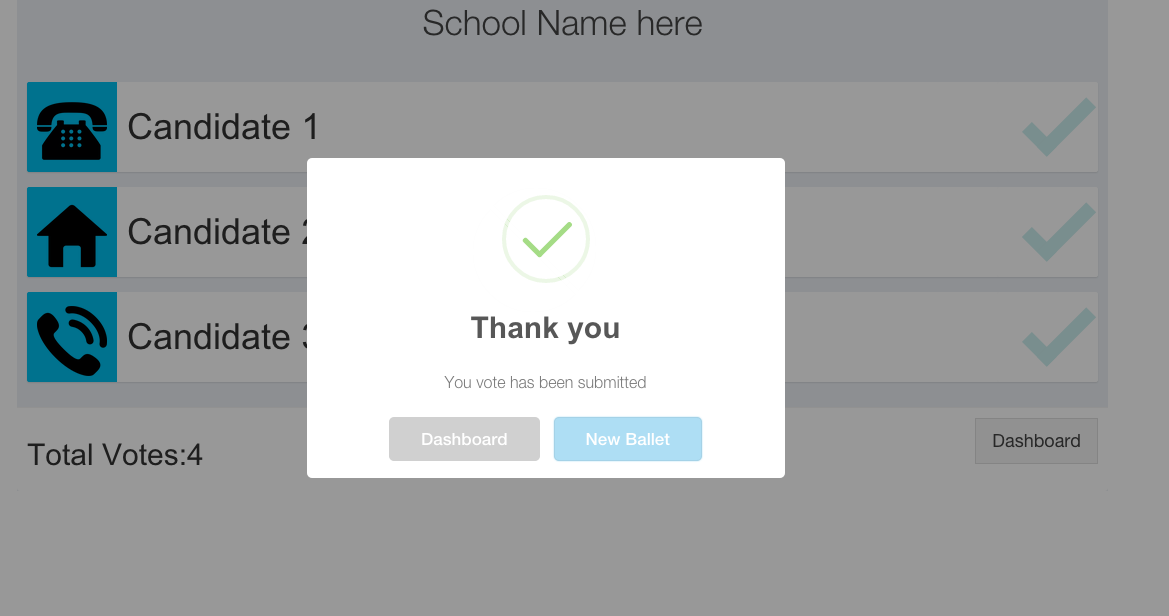 School Name here
Candidate 1
Candidate 2
Candidate 3
Thank you
You vote has been submitted
Dashboard
New Ballet
Total Votes:4
Dashboard